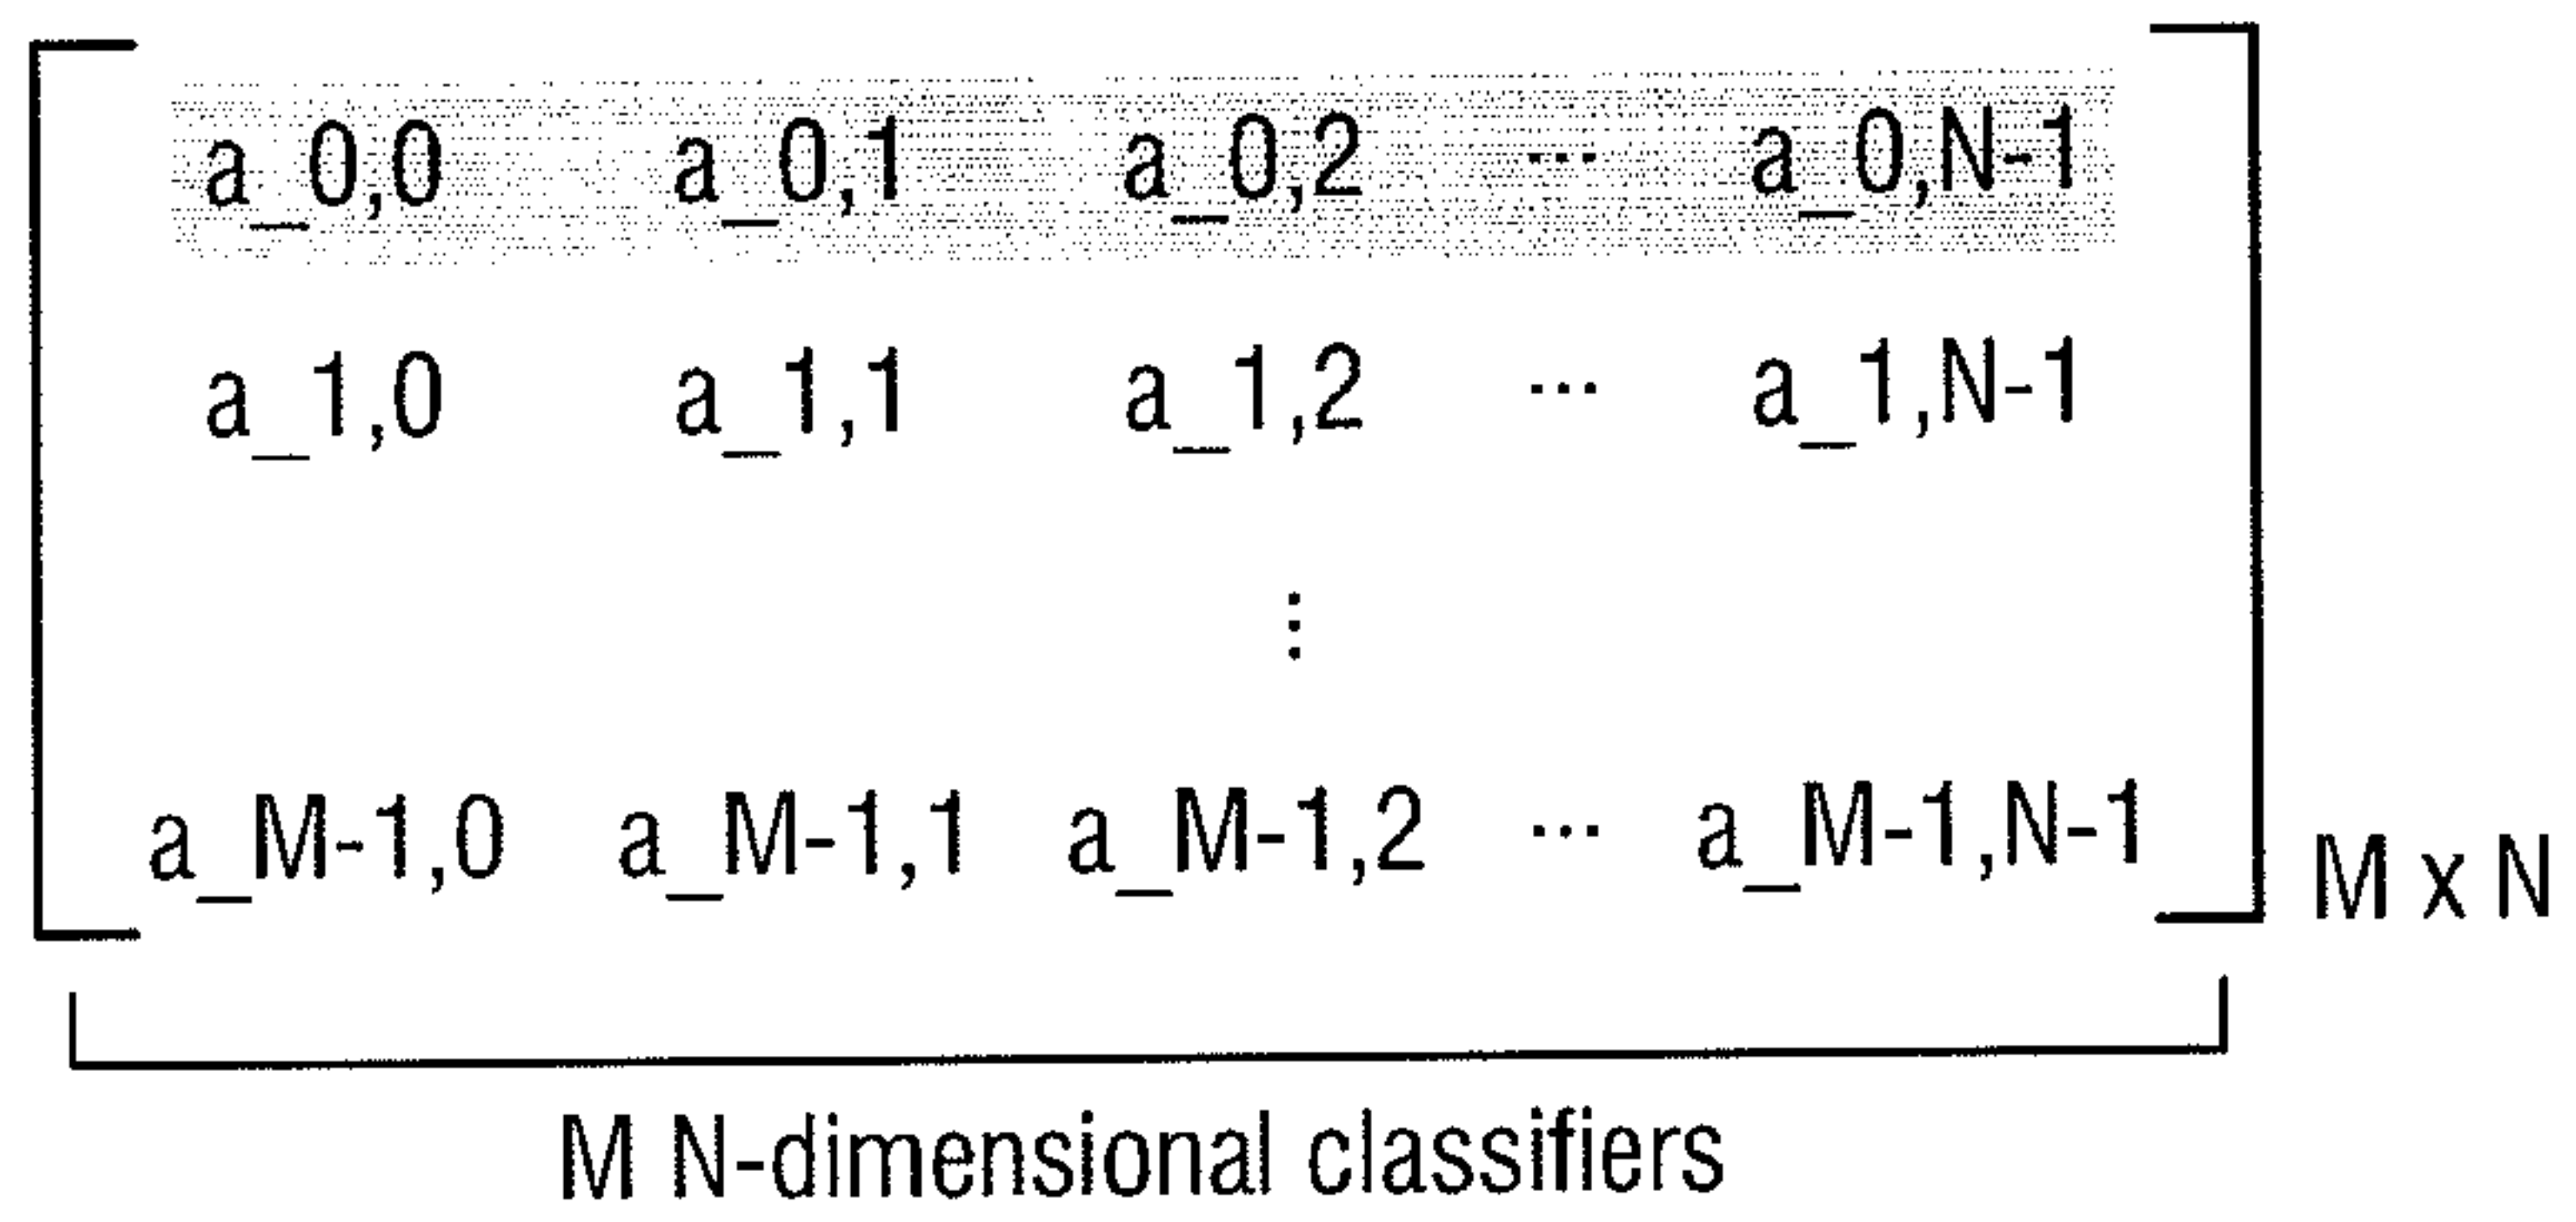 a_0,0 a_0,1 a_0,2 ... a_0,N-1
a_1,0 a_1,1 a_1,2 ... a_1,N-1
⋮
a_M-1,0 a_M-1,1 a_M-1,2 ... a_M-1,N-1
M x N
M N-dimensional classifiers